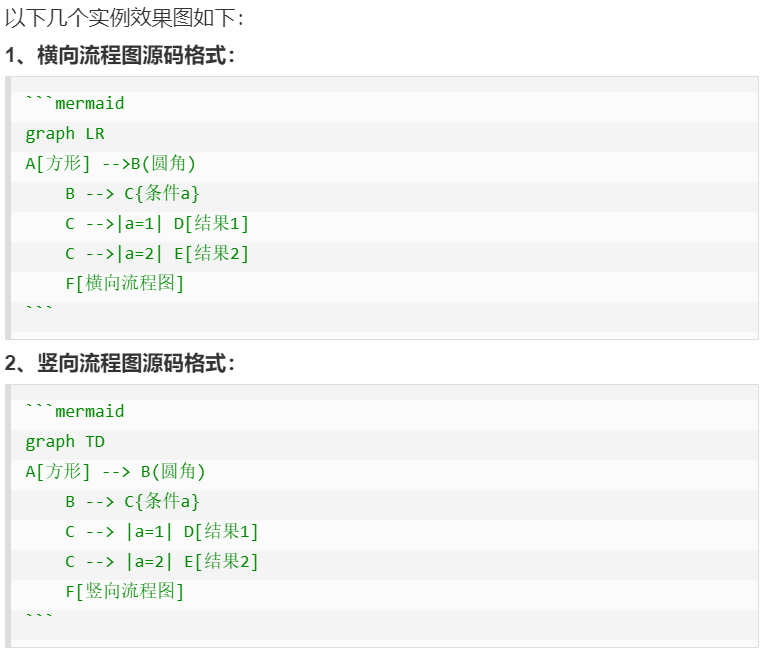 以下几个实例效果图如下：
1、横向流程图源码格式：
```mermaid
graph LR
A[方形] -->B(圆角)
    B --> C{条件a}
    C -->|a=1| D[结果1]
    C -->|a=2| E[结果2]
    F[横向流程图]
```
2、竖向流程图源码格式：
```mermaid
graph TD
A[方形] --> B(圆角)
    B --> C{条件a}
    C --> |a=1| D[结果1]
    C --> |a=2| E[结果2]
    F[竖向流程图]
```